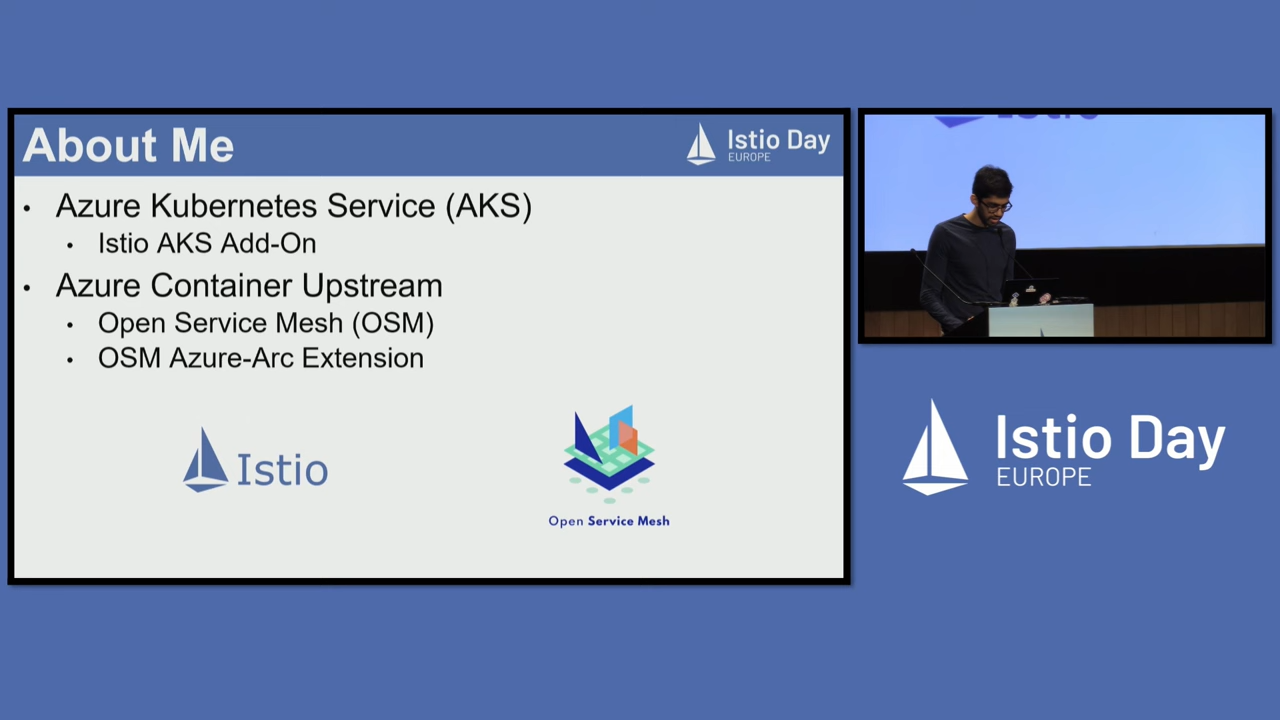 About Me
Istio Day
EUROPE
• Azure Kubernetes Service (AKS)
• Istio AKS Add-On
• Azure Container Upstream
• Open Service Mesh (OSM)
• OSM Azure-Arc Extension
Istio
Open Service Mesh
Istio Day
EUROPE